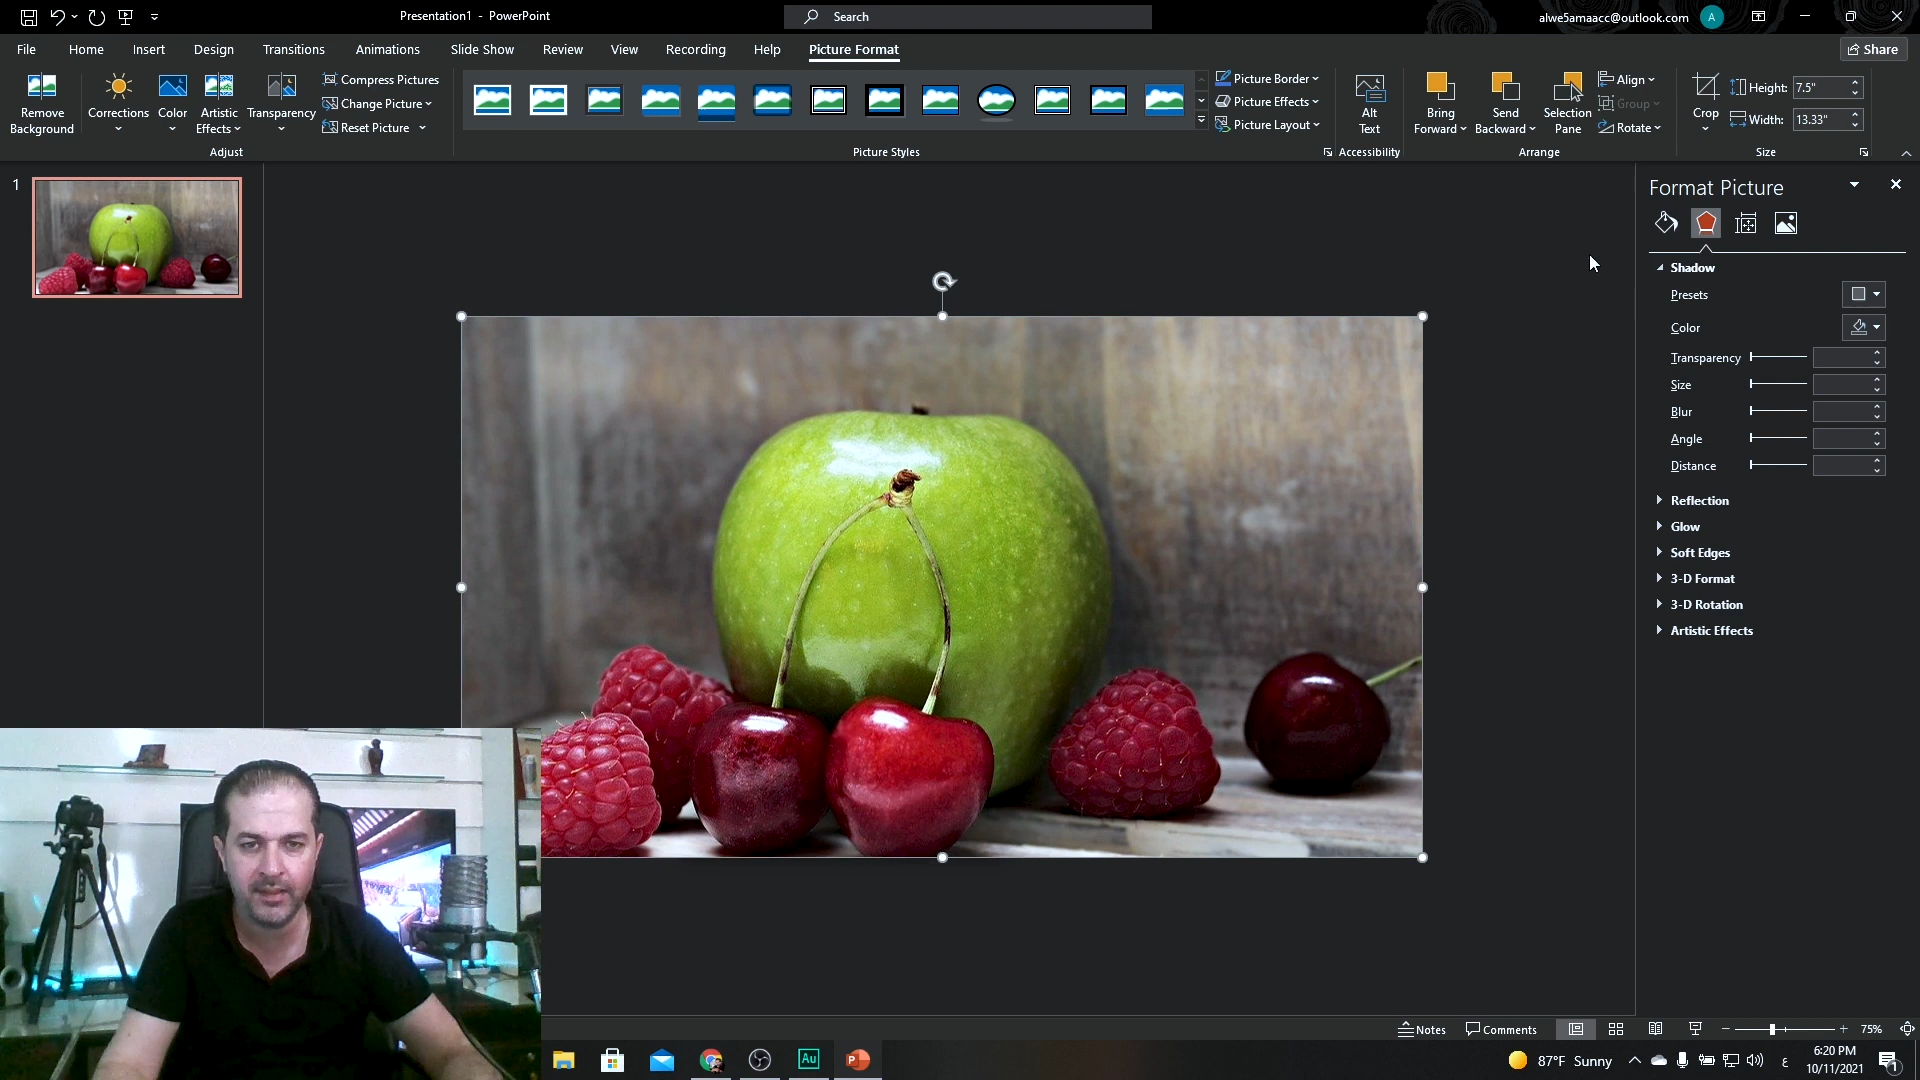 Presentation1 - PowerPoint
Search
alwe5amaacc@outlook.com
A
File Home Insert Design Transitions Animations Slide Show Review View Recording Help Picture Format
Share
Remove Background
Corrections
Color
Artistic Effects
Transparency
Compress Pictures
Change Picture
Reset Picture
Adjust
Picture Styles
Picture Border
Picture Effects
Picture Layout
Alt Text
Accessibility
Bring Forward
Send Backward
Selection Pane
Align
Group
Rotate
Arrange
Crop
Height: 7.5"
Width: 13.33"
Size
1
Format Picture
Shadow
Presets
Color
Transparency
Size
Blur
Angle
Distance
Reflection
Glow
Soft Edges
3-D Format
3-D Rotation
Artistic Effects
Notes
Comments
75%
Au
P
87°F Sunny
ع
6:20 PM
10/11/2021
1